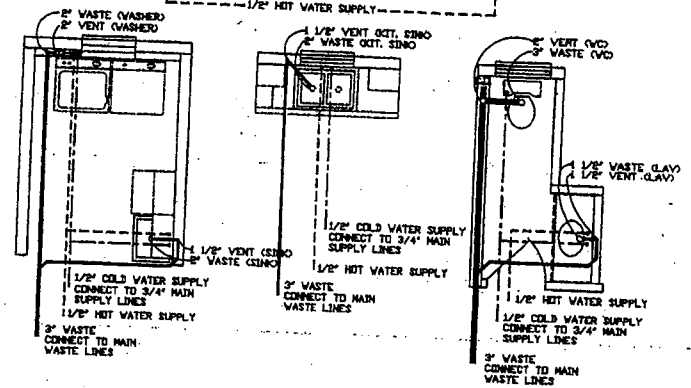 1/2" HOT WATER SUPPLY
2" WASTE (WASHER)
2" VENT (WASHER)
1 1/2" VENT (SINK)
2" WASTE (SINK)
1/2" COLD WATER SUPPLY
CONNECT TO 3/4" MAIN
SUPPLY LINES
1/2" HOT WATER SUPPLY
3" WASTE
CONNECT TO MAIN
WASTE LINES
1 1/2" VENT (KIT. SINK)
2" WASTE (KIT. SINK)
1/2" COLD WATER SUPPLY
CONNECT TO 3/4" MAIN
SUPPLY LINES
1/2" HOT WATER SUPPLY
3" WASTE
CONNECT TO MAIN
WASTE LINES
2" VENT (WC)
3" WASTE (WC)
1 1/2" WASTE (LAV)
1 1/2" VENT (LAV)
1/2" HOT WATER SUPPLY
1/2" COLD WATER SUPPLY
CONNECT TO 3/4" MAIN
SUPPLY LINES
3" WASTE
CONNECT TO MAIN
WASTE LINES